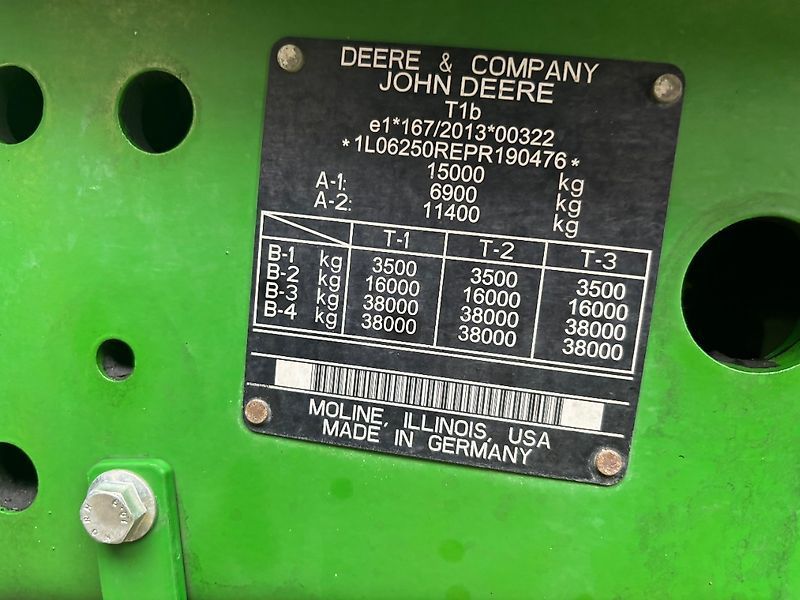 DEERE & COMPANY
JOHN DEERE
T1b
e1*167/2013*00322
*1L06250REPR190476*
15000 kg
A-1: 6900 kg
A-2: 11400 kg
T-1 T-2 T-3
B-1 kg 3500 3500 3500
B-2 kg 16000 16000 16000
B-3 kg 38000 38000 38000
B-4 kg 38000 38000 38000
MOLINE, ILLINOIS, USA
MADE IN GERMANY